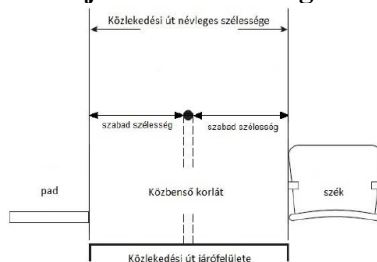 Közlekedési út névleges szélessége
szabad szélesség
szabad szélesség
pad
Közbenső korlát
szék
Közlekedési út járófelülete